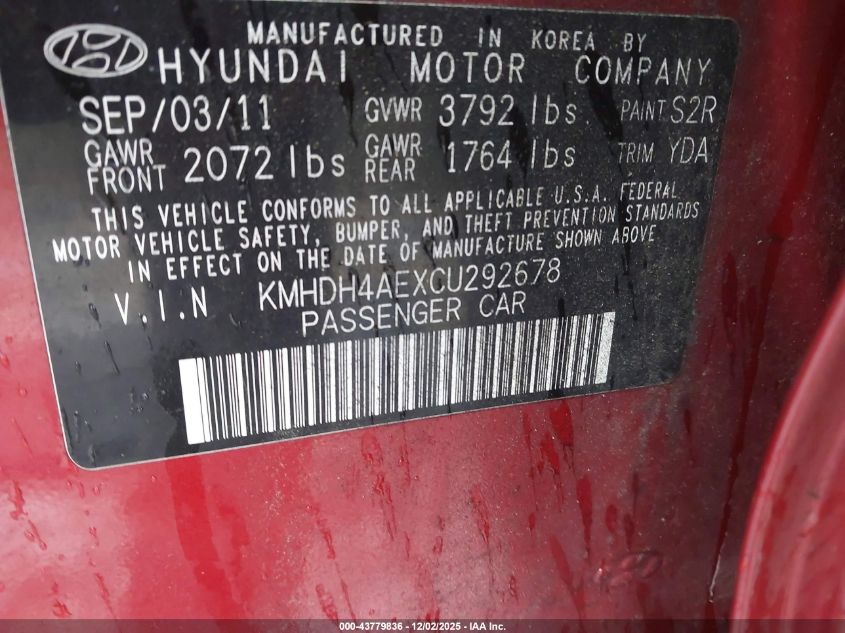 MANUFACTURED IN KOREA BY
HYUNDAI MOTOR COMPANY
SEP/03/11 GVWR 3792 lbs PAINT S2R
GAWR FRONT 2072 lbs GAWR REAR 1764 lbs TRIM YDA
THIS VEHICLE CONFORMS TO ALL APPLICABLE U.S.A. FEDERAL
MOTOR VEHICLE SAFETY, BUMPER, AND THEFT PREVENTION STANDARDS
IN EFFECT ON THE DATE OF MANUFACTURE SHOWN ABOVE
V.I.N KMHDH4AEXCU292678
PASSENGER CAR
000-43779836 - 12/02/2025 - IAA Inc.